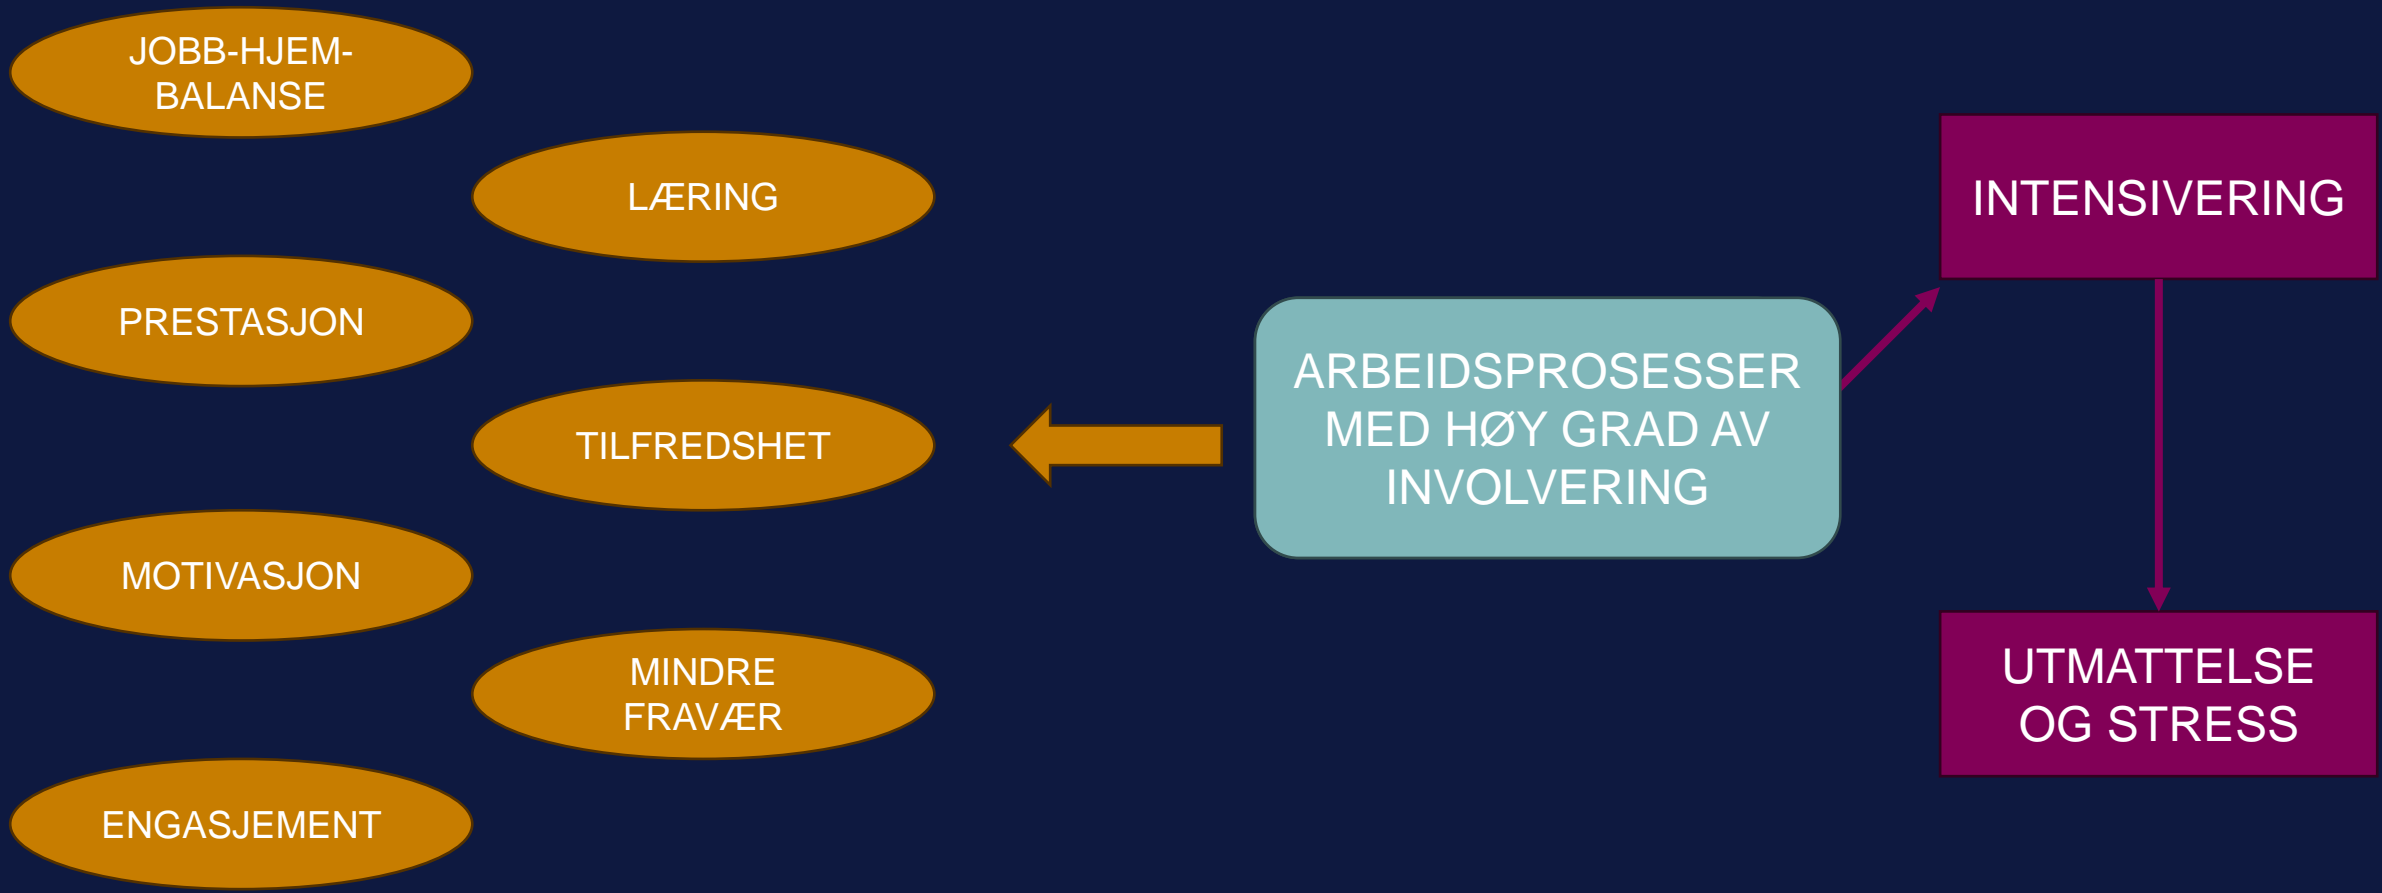 JOBB-HJEM-
BALANSE
LÆRING
PRESTASJON
TILFREDSHET
MOTIVASJON
MINDRE
FRAVÆR
ENGASJEMENT
ARBEIDSPROSESSER
MED HØY GRAD AV
INVOLVERING
INTENSIVERING
UTMATTELSE
OG STRESS